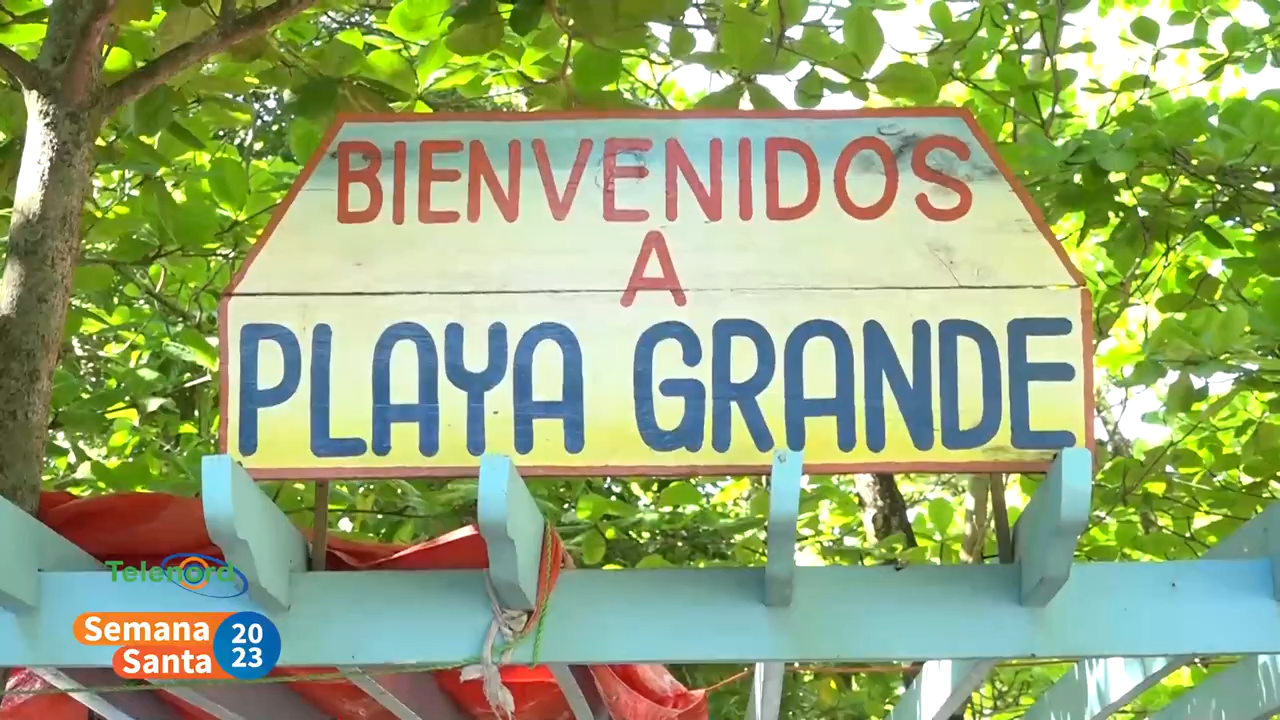 BIENVENIDOS
A
PLAYA GRANDE
Telenord
Semana
Santa
20
23